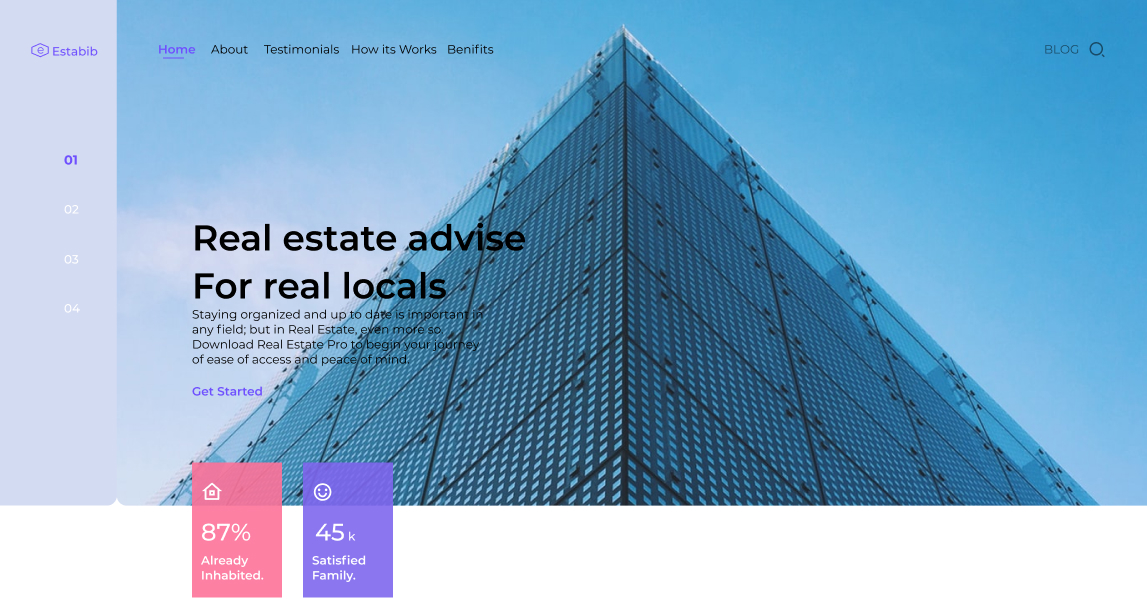 Estabib
Home About Testimonials How its Works Benifits
BLOG
01
02
03
04
Real estate advise
For real locals
Staying organized and up to date is important in
any field; but in Real Estate, even more so.
Download Real Estate Pro to begin your journey
of ease of access and peace of mind.
Get Started
87%
Already
Inhabited.
45 k
Satisfied
Family.